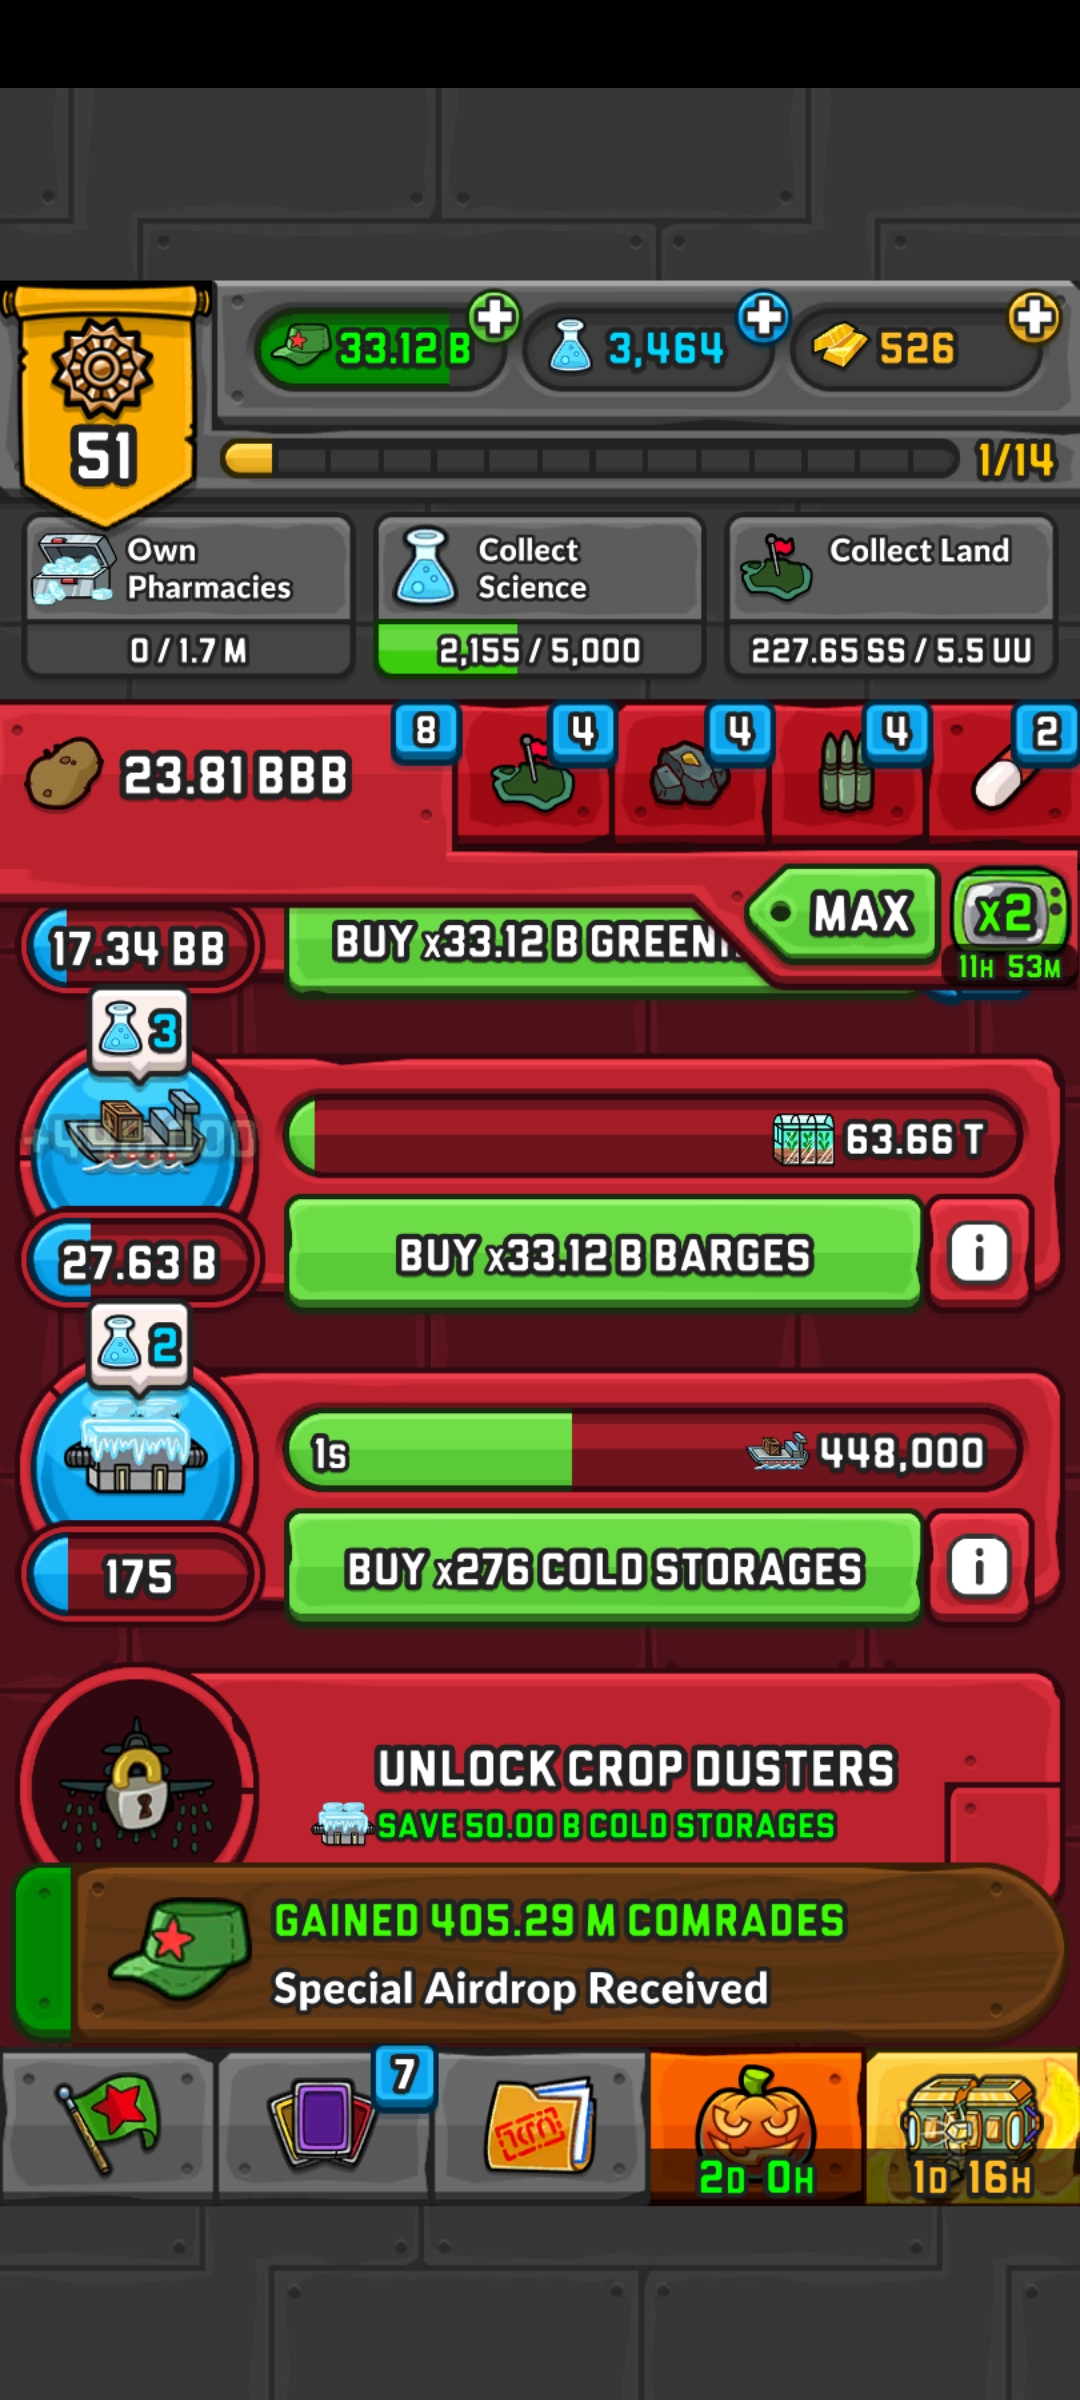 33.12 B
3,464
526
51
1/14
Own
Pharmacies
0 / 1.7 M
Collect
Science
2,155 / 5,000
Collect Land
227.65 SS / 5.5 UU
23.81 BBB
8
4
4
4
2
MAX
x2
11H 53M
17.34 BB
BUY x33.12 B
3
63.66 T
27.63 B
BUY x33.12 B BARGES
i
2
1s
448,000
175
BUY x276 COLD STORAGES
i
UNLOCK CROP DUSTERS
SAVE 50.00 B COLD STORAGES
GAINED 405.29 M COMRADES
Special Airdrop Received
7
2D 0H
1D 16H